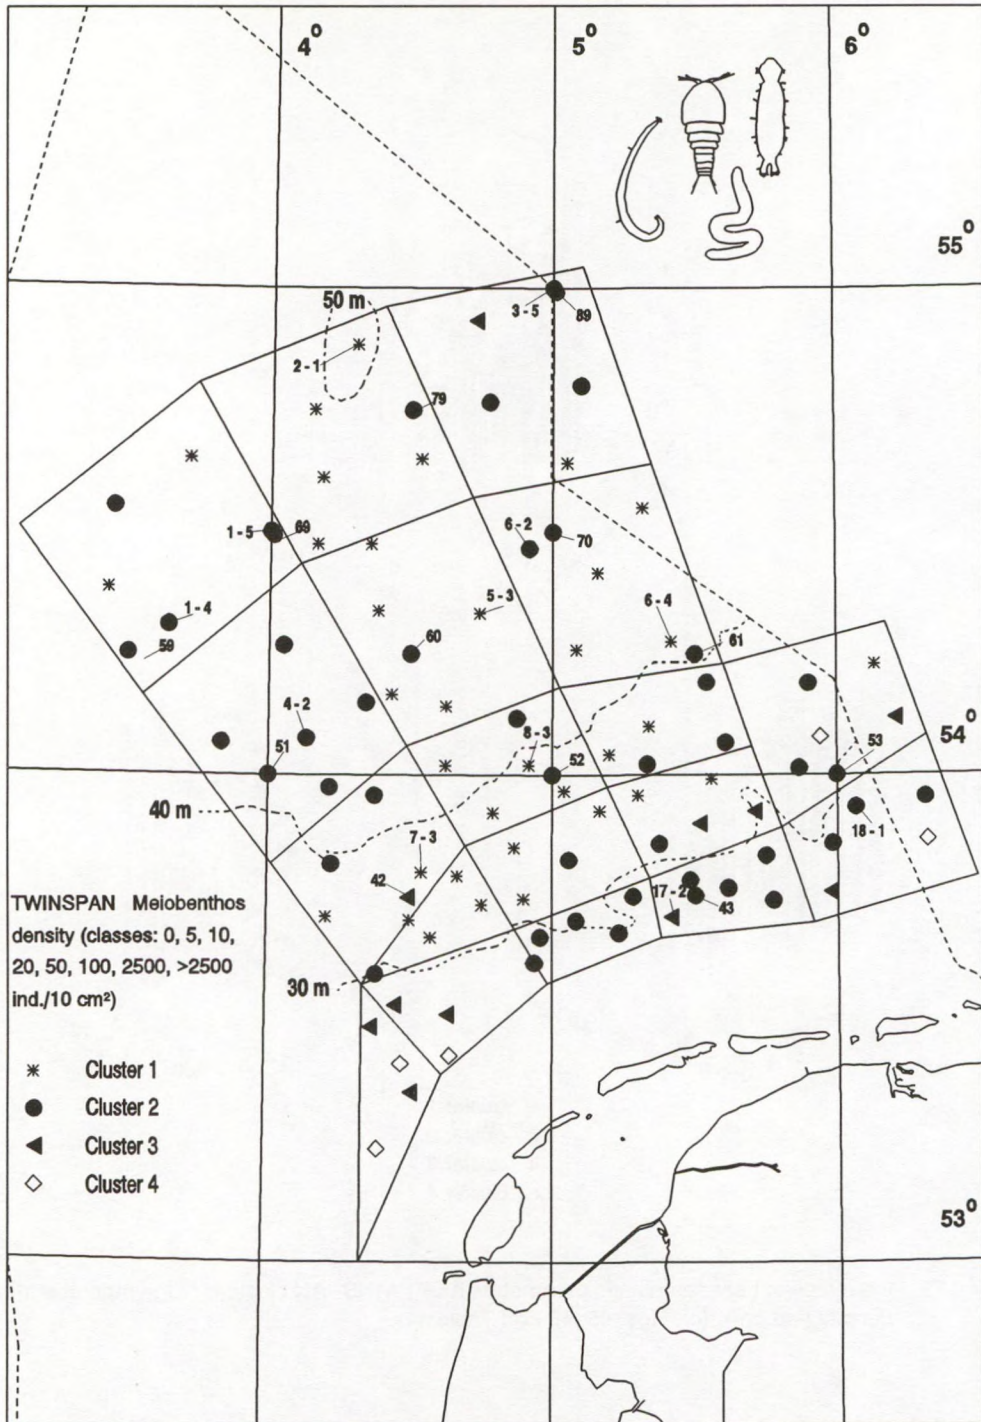 4° 5° 6°
55°
50 m
3 - 5 89
2 - 11
79
1 - 5 69 6 - 2 70
5 - 3
1 - 4 6 - 4
59 60 61
4 - 2
54°
8 - 3 53
51 52
40 m
18 - 1
7 - 3
42 17 - 2 43
TWINSPAN Meiobenthos
density (classes: 0, 5, 10,
20, 50, 100, 2500, >2500
ind./10 cm²)
30 m
Cluster 1
Cluster 2
Cluster 3
Cluster 4
53°